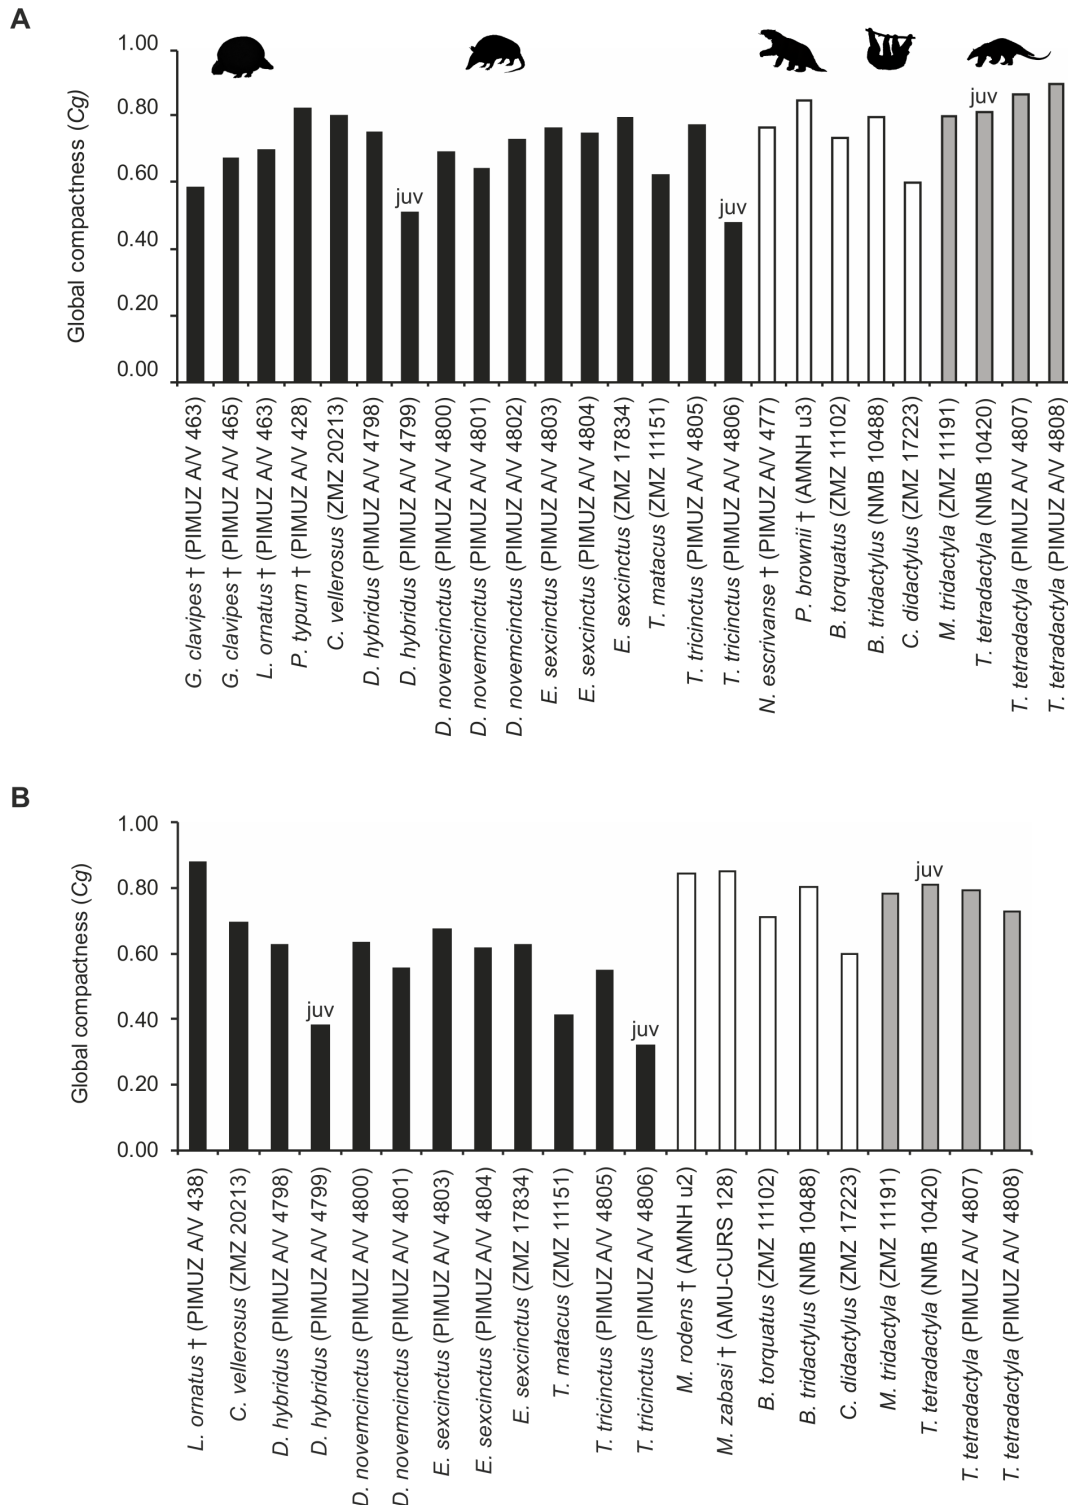 A
1.00
0.80
0.60
0.40
0.20
0.00
Global compactness (Cg)
juv
juv
juv
G. clavipes † (PIMUZ A/V 463)
G. clavipes † (PIMUZ A/V 465)
L. ornatus † (PIMUZ A/V 463)
P. typum † (PIMUZ A/V 428)
C. vellerosus (ZMZ 20213)
D. hybridus (PIMUZ A/V 4798)
D. hybridus (PIMUZ A/V 4799)
D. novemcinctus (PIMUZ A/V 4800)
D. novemcinctus (PIMUZ A/V 4801)
D. novemcinctus (PIMUZ A/V 4802)
E. sexcinctus (PIMUZ A/V 4803)
E. sexcinctus (PIMUZ A/V 4804)
E. sexcinctus (ZMZ 17834)
T. matacus (ZMZ 11151)
T. tricinctus (PIMUZ A/V 4805)
T. tricinctus (PIMUZ A/V 4806)
N. escrivanse † (PIMUZ A/V 477)
P. brownii † (AMNH u3)
B. torquatus (ZMZ 11102)
B. tridactylus (NMB 10488)
C. didactylus (ZMZ 17223)
M. tridactyla (ZMZ 11191)
T. tetradactyla (NMB 10420)
T. tetradactyla (PIMUZ A/V 4807)
T. tetradactyla (PIMUZ A/V 4808)
B
1.00
0.80
0.60
0.40
0.20
0.00
Global compactness (Cg)
juv
juv
juv
L. ornatus † (PIMUZ A/V 438)
C. vellerosus (ZMZ 20213)
D. hybridus (PIMUZ A/V 4798)
D. hybridus (PIMUZ A/V 4799)
D. novemcinctus (PIMUZ A/V 4800)
D. novemcinctus (PIMUZ A/V 4801)
E. sexcinctus (PIMUZ A/V 4803)
E. sexcinctus (PIMUZ A/V 4804)
E. sexcinctus (ZMZ 17834)
T. matacus (ZMZ 11151)
T. tricinctus (PIMUZ A/V 4805)
T. tricinctus (PIMUZ A/V 4806)
M. rodens † (AMNH u2)
M. zabasi † (AMU-CURS 128)
B. torquatus (ZMZ 11102)
B. tridactylus (NMB 10488)
C. didactylus (ZMZ 17223)
M. tridactyla (ZMZ 11191)
T. tetradactyla (NMB 10420)
T. tetradactyla (PIMUZ A/V 4807)
T. tetradactyla (PIMUZ A/V 4808)